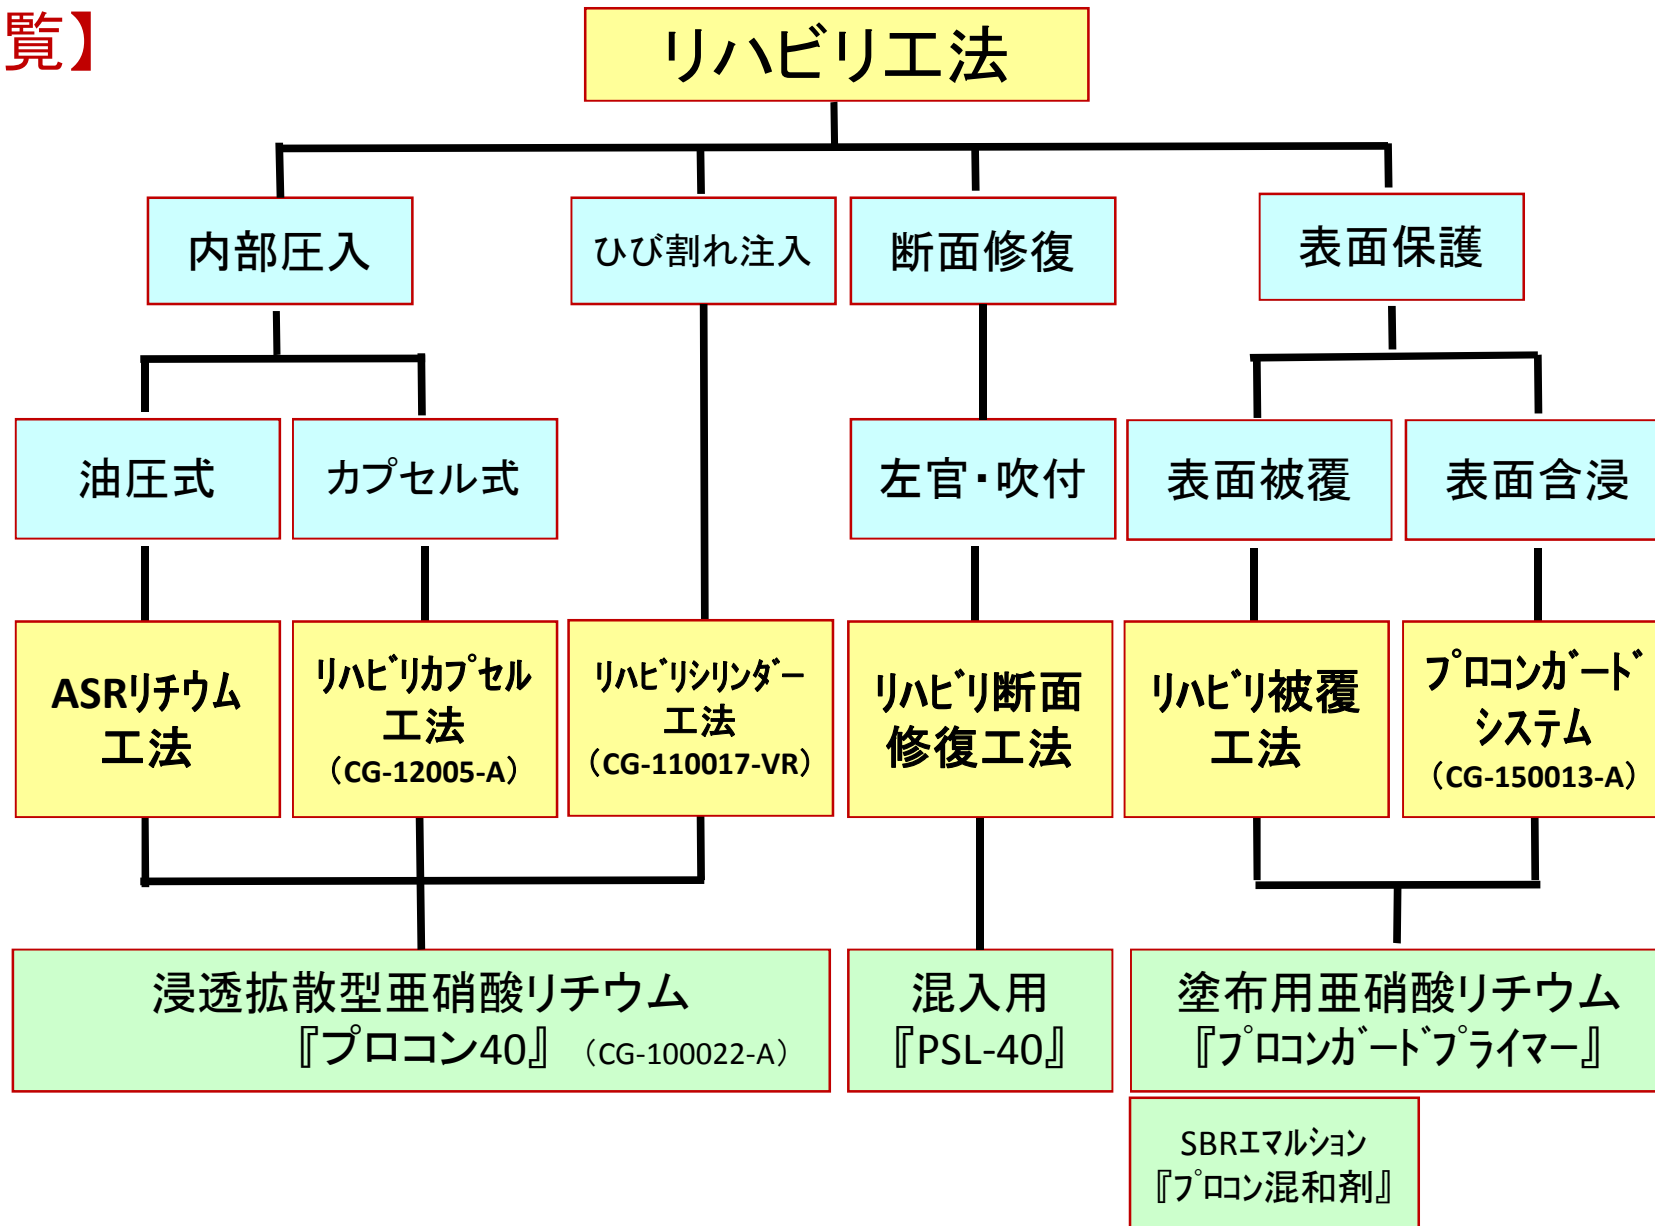 覧】
リハビリ工法
内部圧入
ひび割れ注入
断面修復
表面保護
油圧式
カプセル式
左官・吹付
表面被覆
表面含浸
ASRﾘﾁｳﾑ
工法
ﾘﾊﾋﾞﾘｶﾌﾟｾﾙ
工法
（CG-12005-A）
ﾘﾊﾋﾞﾘｼﾘﾝﾀﾞｰ
工法
（CG-110017-VR）
ﾘﾊﾋﾞﾘ断面
修復工法
ﾘﾊﾋﾞﾘ被覆
工法
ﾌﾟﾛｺﾝｶﾞｰﾄﾞ
ｼｽﾃﾑ
（CG-150013-A）
浸透拡散型亜硝酸リチウム
『プロコン40』（CG-100022-A）
混入用
『PSL-40』
塗布用亜硝酸リチウム
『ﾌﾟﾛｺﾝｶﾞｰﾄﾞﾌﾟﾗｲﾏｰ』
SBRｴﾏﾙｼｮﾝ
『ﾌﾟﾛｺﾝ混和剤』